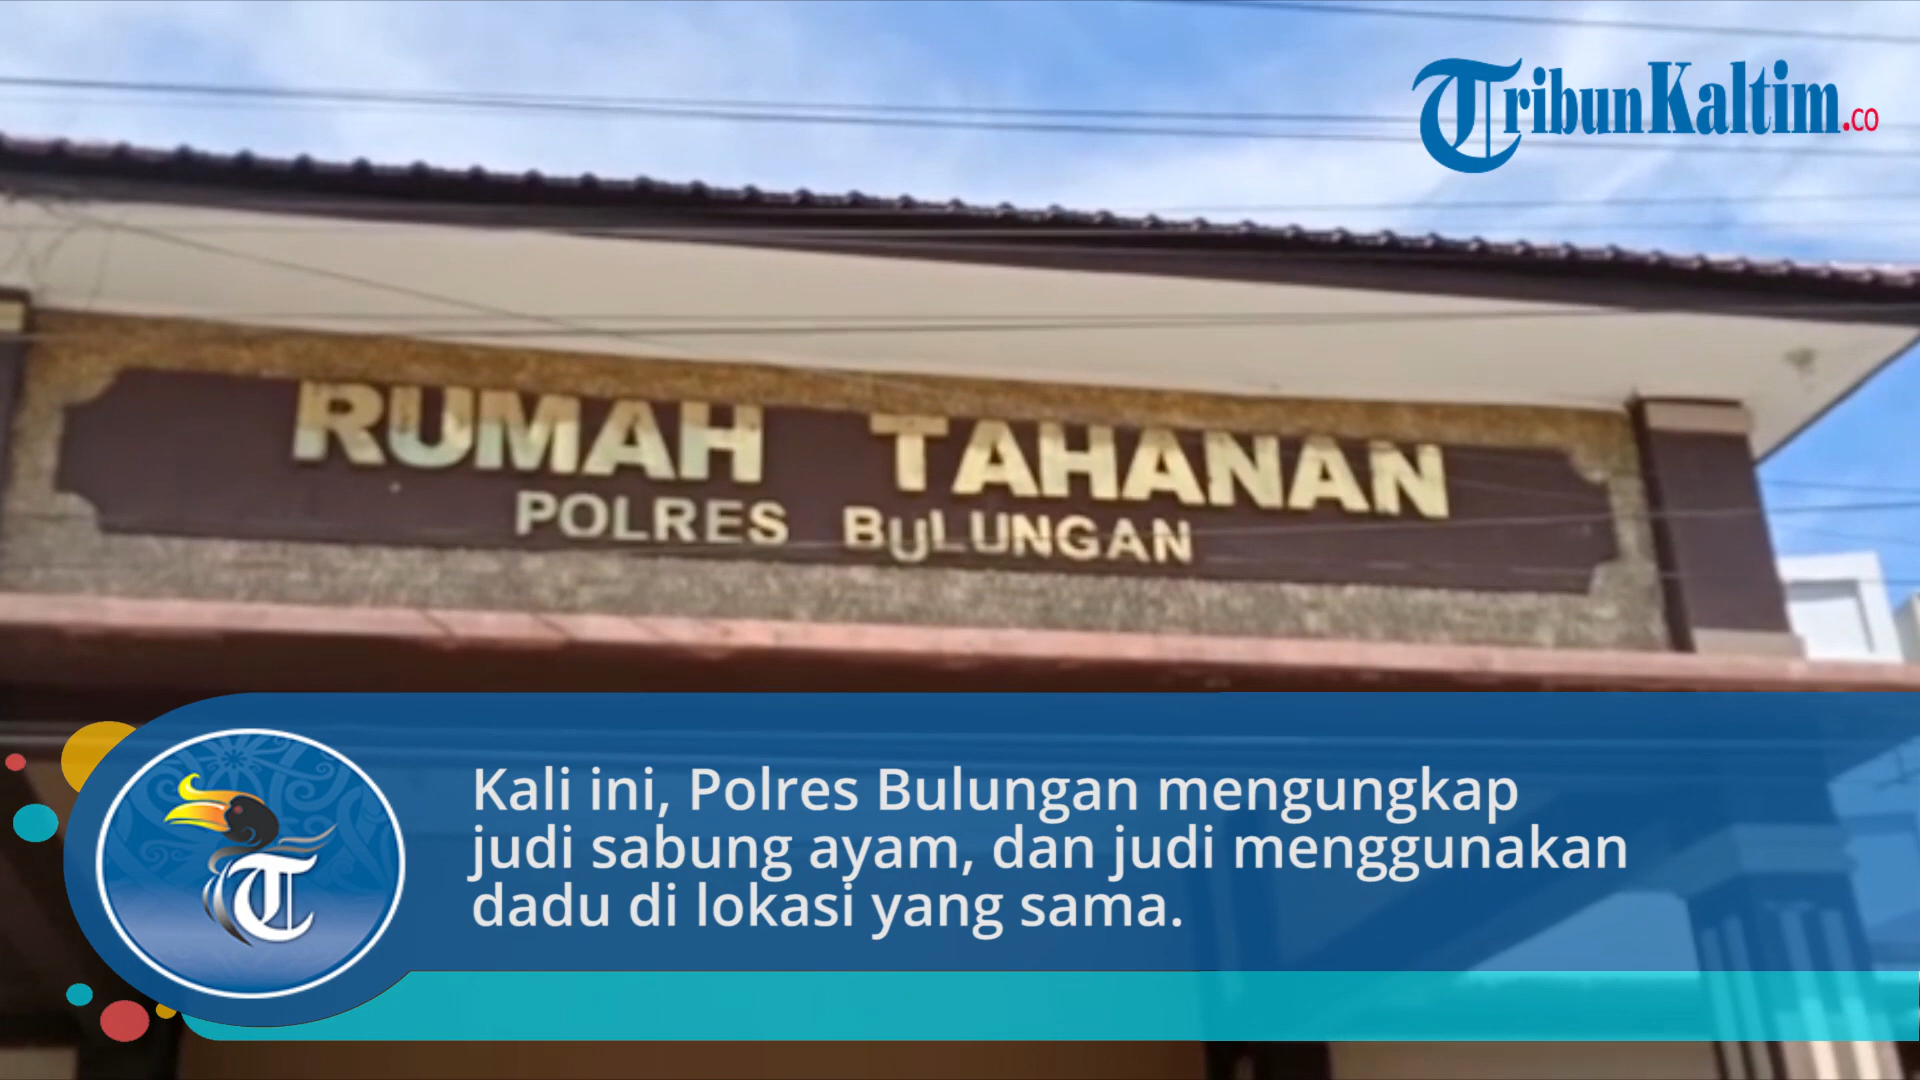 TribunKaltim.co
RUMAH TAHANAN
POLRES BULUNGAN
Kali ini, Polres Bulungan mengungkap
judi sabung ayam, dan judi menggunakan
dadu di lokasi yang sama.
T